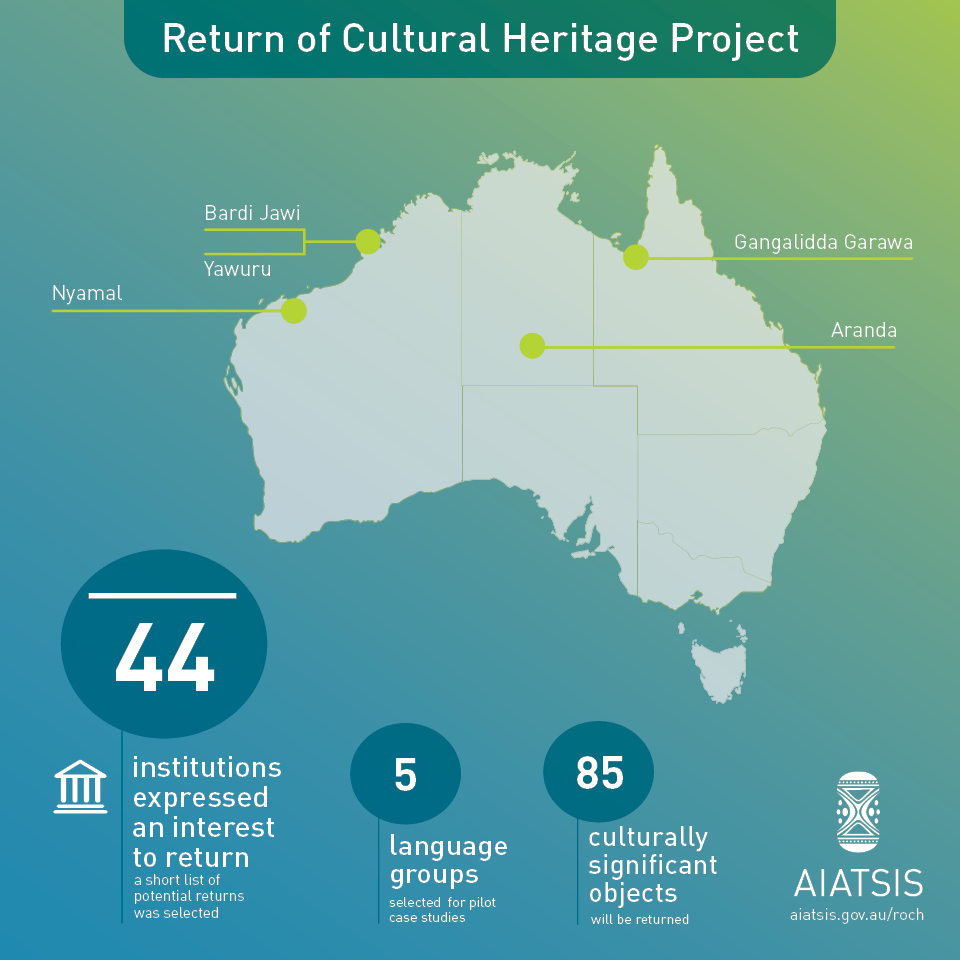 Return of Cultural Heritage Project
Bardi Jawi
Yawuru
Nyamal
Gangalidda Garawa
Aranda
44
institutions
expressed
an interest
to return
a short list of
potential returns
was selected
5
language
groups
selected for pilot
case studies
85
culturally
significant
objects
will be returned
AIATSIS
aiatsis.gov.au/roch